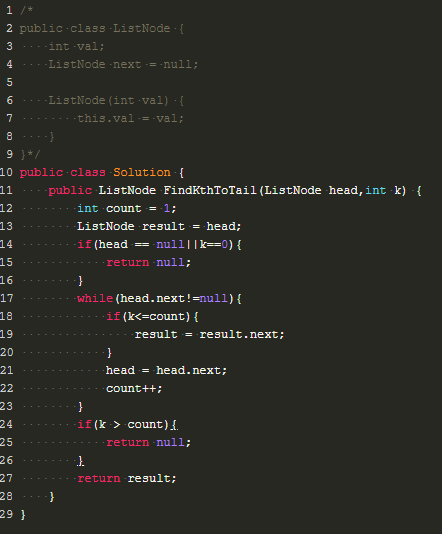 1 /*
2 public class ListNode {
3     int val;
4     ListNode next = null;
5
6     ListNode(int val) {
7         this.val = val;
8     }
9 }*/
10 public class Solution {
11     public ListNode FindKthToTail(ListNode head,int k) {
12         int count = 1;
13         ListNode result = head;
14         if(head == null||k==0){
15             return null;
16         }
17         while(head.next!=null){
18             if(k<=count){
19                 result = result.next;
20             }
21             head = head.next;
22             count++;
23         }
24         if(k > count){
25             return null;
26         }
27         return result;
28     }
29 }